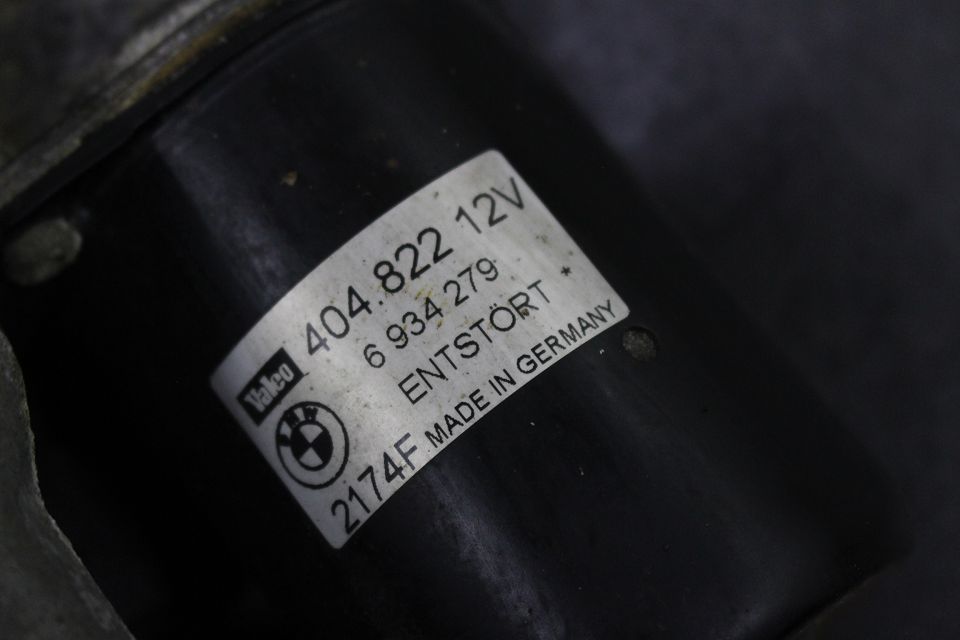 Valeo 404.822 12V
6 934 279
ENTSTÖRT *
2174F MADE IN GERMANY